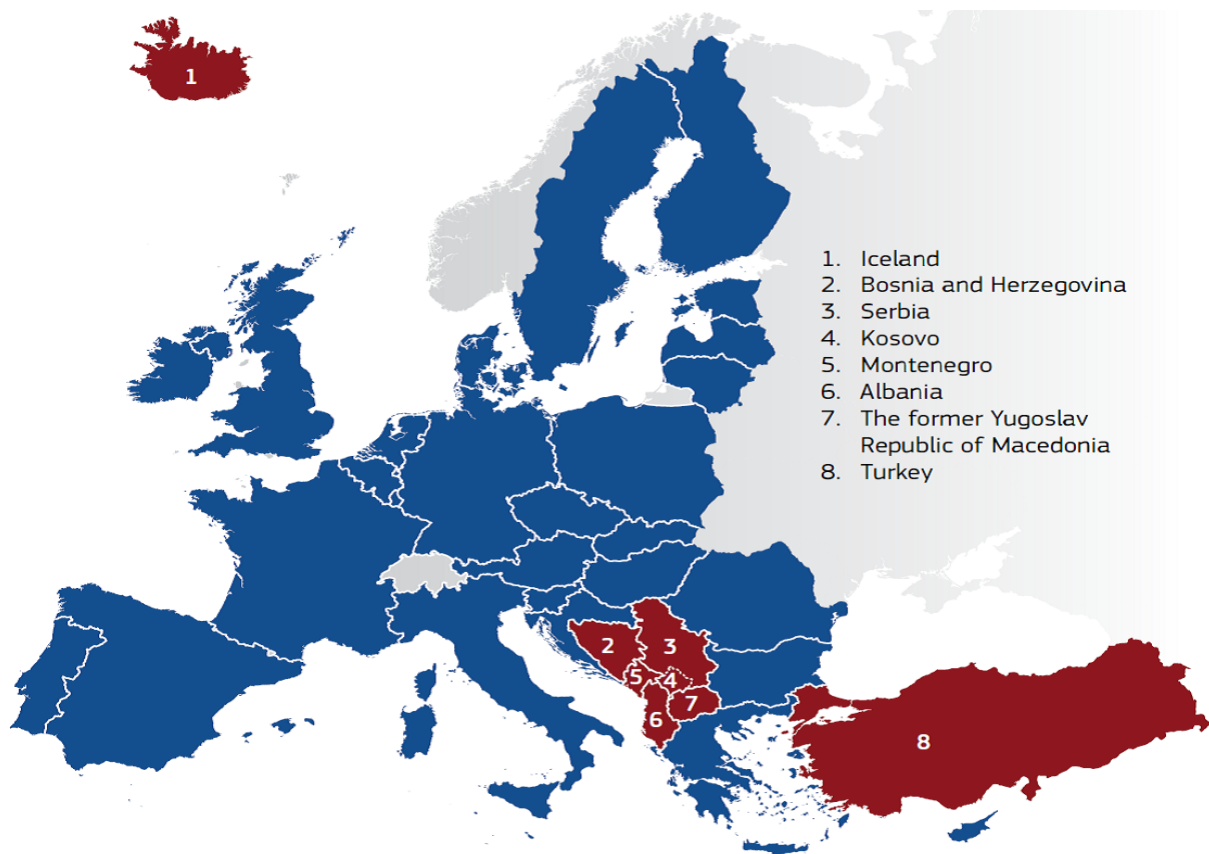 1
1. Iceland
2. Bosnia and Herzegovina
3. Serbia
4. Kosovo
5. Montenegro
6. Albania
7. The former Yugoslav
Republic of Macedonia
8. Turkey
2
3
5
4
7
6
8